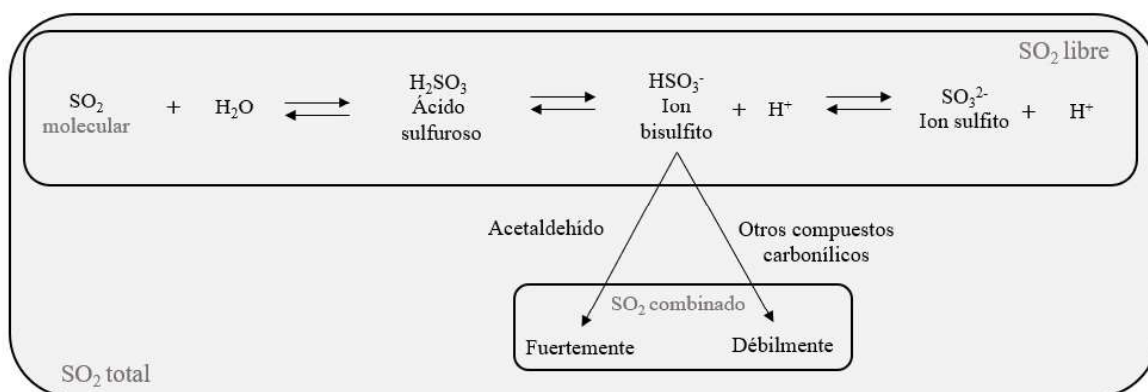 SO₂ libre
SO₂
molecular
+
H₂O
H₂SO₃
Ácido
sulfuroso
HSO₃⁻
Ion
bisulfito
+ H⁺
SO₃²⁻
Ion sulfito
+
H⁺
Acetaldehído
Otros compuestos
carbonílicos
SO₂ combinado
Fuertemente
Débilmente
SO₂ total